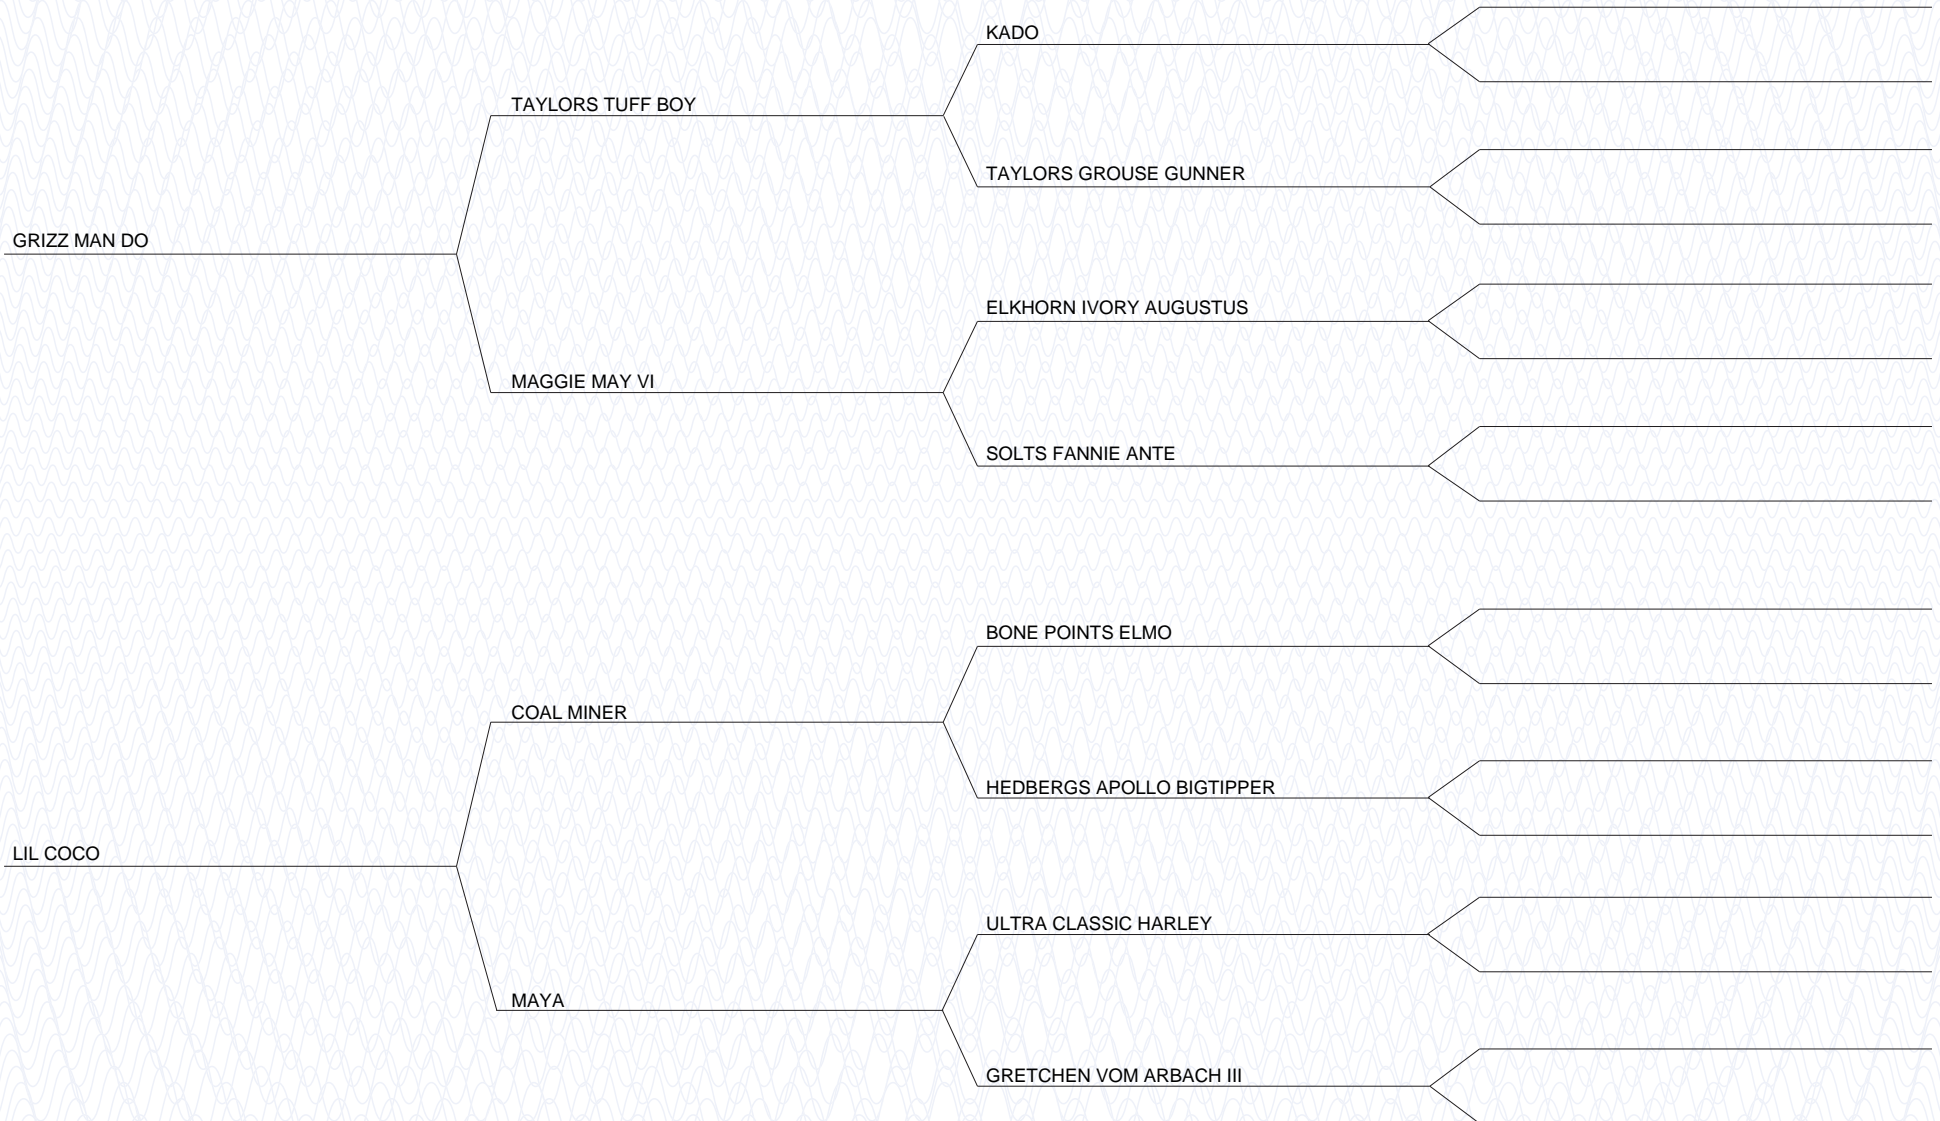 KADO
TAYLORS TUFF BOY
TAYLORS GROUSE GUNNER
GRIZZ MAN DO
ELKHORN IVORY AUGUSTUS
MAGGIE MAY VI
SOLTS FANNIE ANTE
BONE POINTS ELMO
COAL MINER
HEDBERGS APOLLO BIGTIPPER
LIL COCO
ULTRA CLASSIC HARLEY
MAYA
GRETCHEN VOM ARBACH III